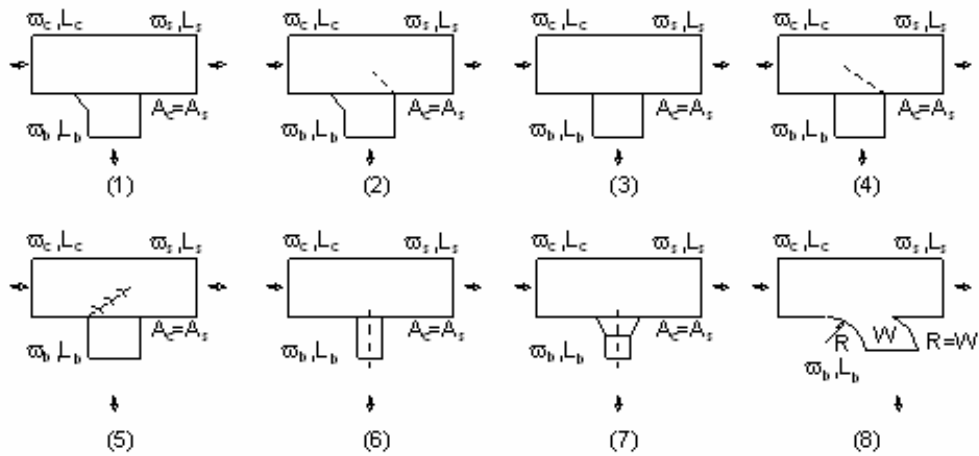 ϖc,Lc ϖs,Ls ϖc,Lc ϖs,Ls ϖc,Lc ϖs,Ls ϖc,Lc ϖs,Ls
Ac=As Ac=As Ac=As Ac=As
ϖb,Lb ϖb,Lb ϖb,Lb ϖb,Lb
(1) (2) (3) (4)
ϖc,Lc ϖs,Ls ϖc,Lc ϖs,Ls ϖc,Lc ϖs,Ls ϖc,Lc ϖs,Ls
Ac=As Ac=As Ac=As
ϖb,Lb ϖb,Lb ϖb,Lb R W R=W
ϖb,Lb
(5) (6) (7) (8)